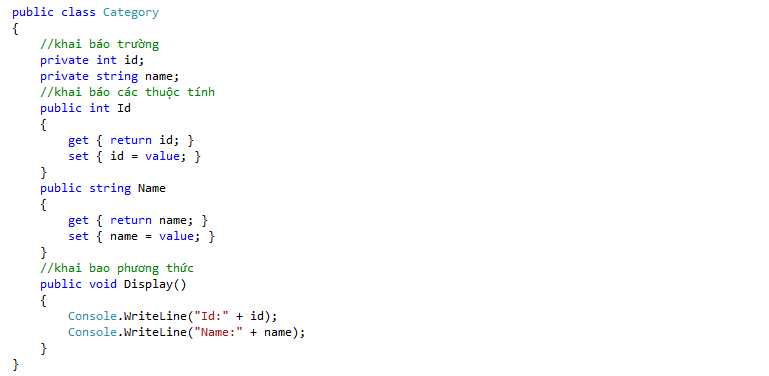 public class Category
{
    //khai báo trường
    private int id;
    private string name;
    //khai báo các thuộc tính
    public int Id
    {
        get { return id; }
        set { id = value; }
    }
    public string Name
    {
        get { return name; }
        set { name = value; }
    }
    //khai bao phương thức
    public void Display()
    {
        Console.WriteLine("Id:" + id);
        Console.WriteLine("Name:" + name);
    }
}